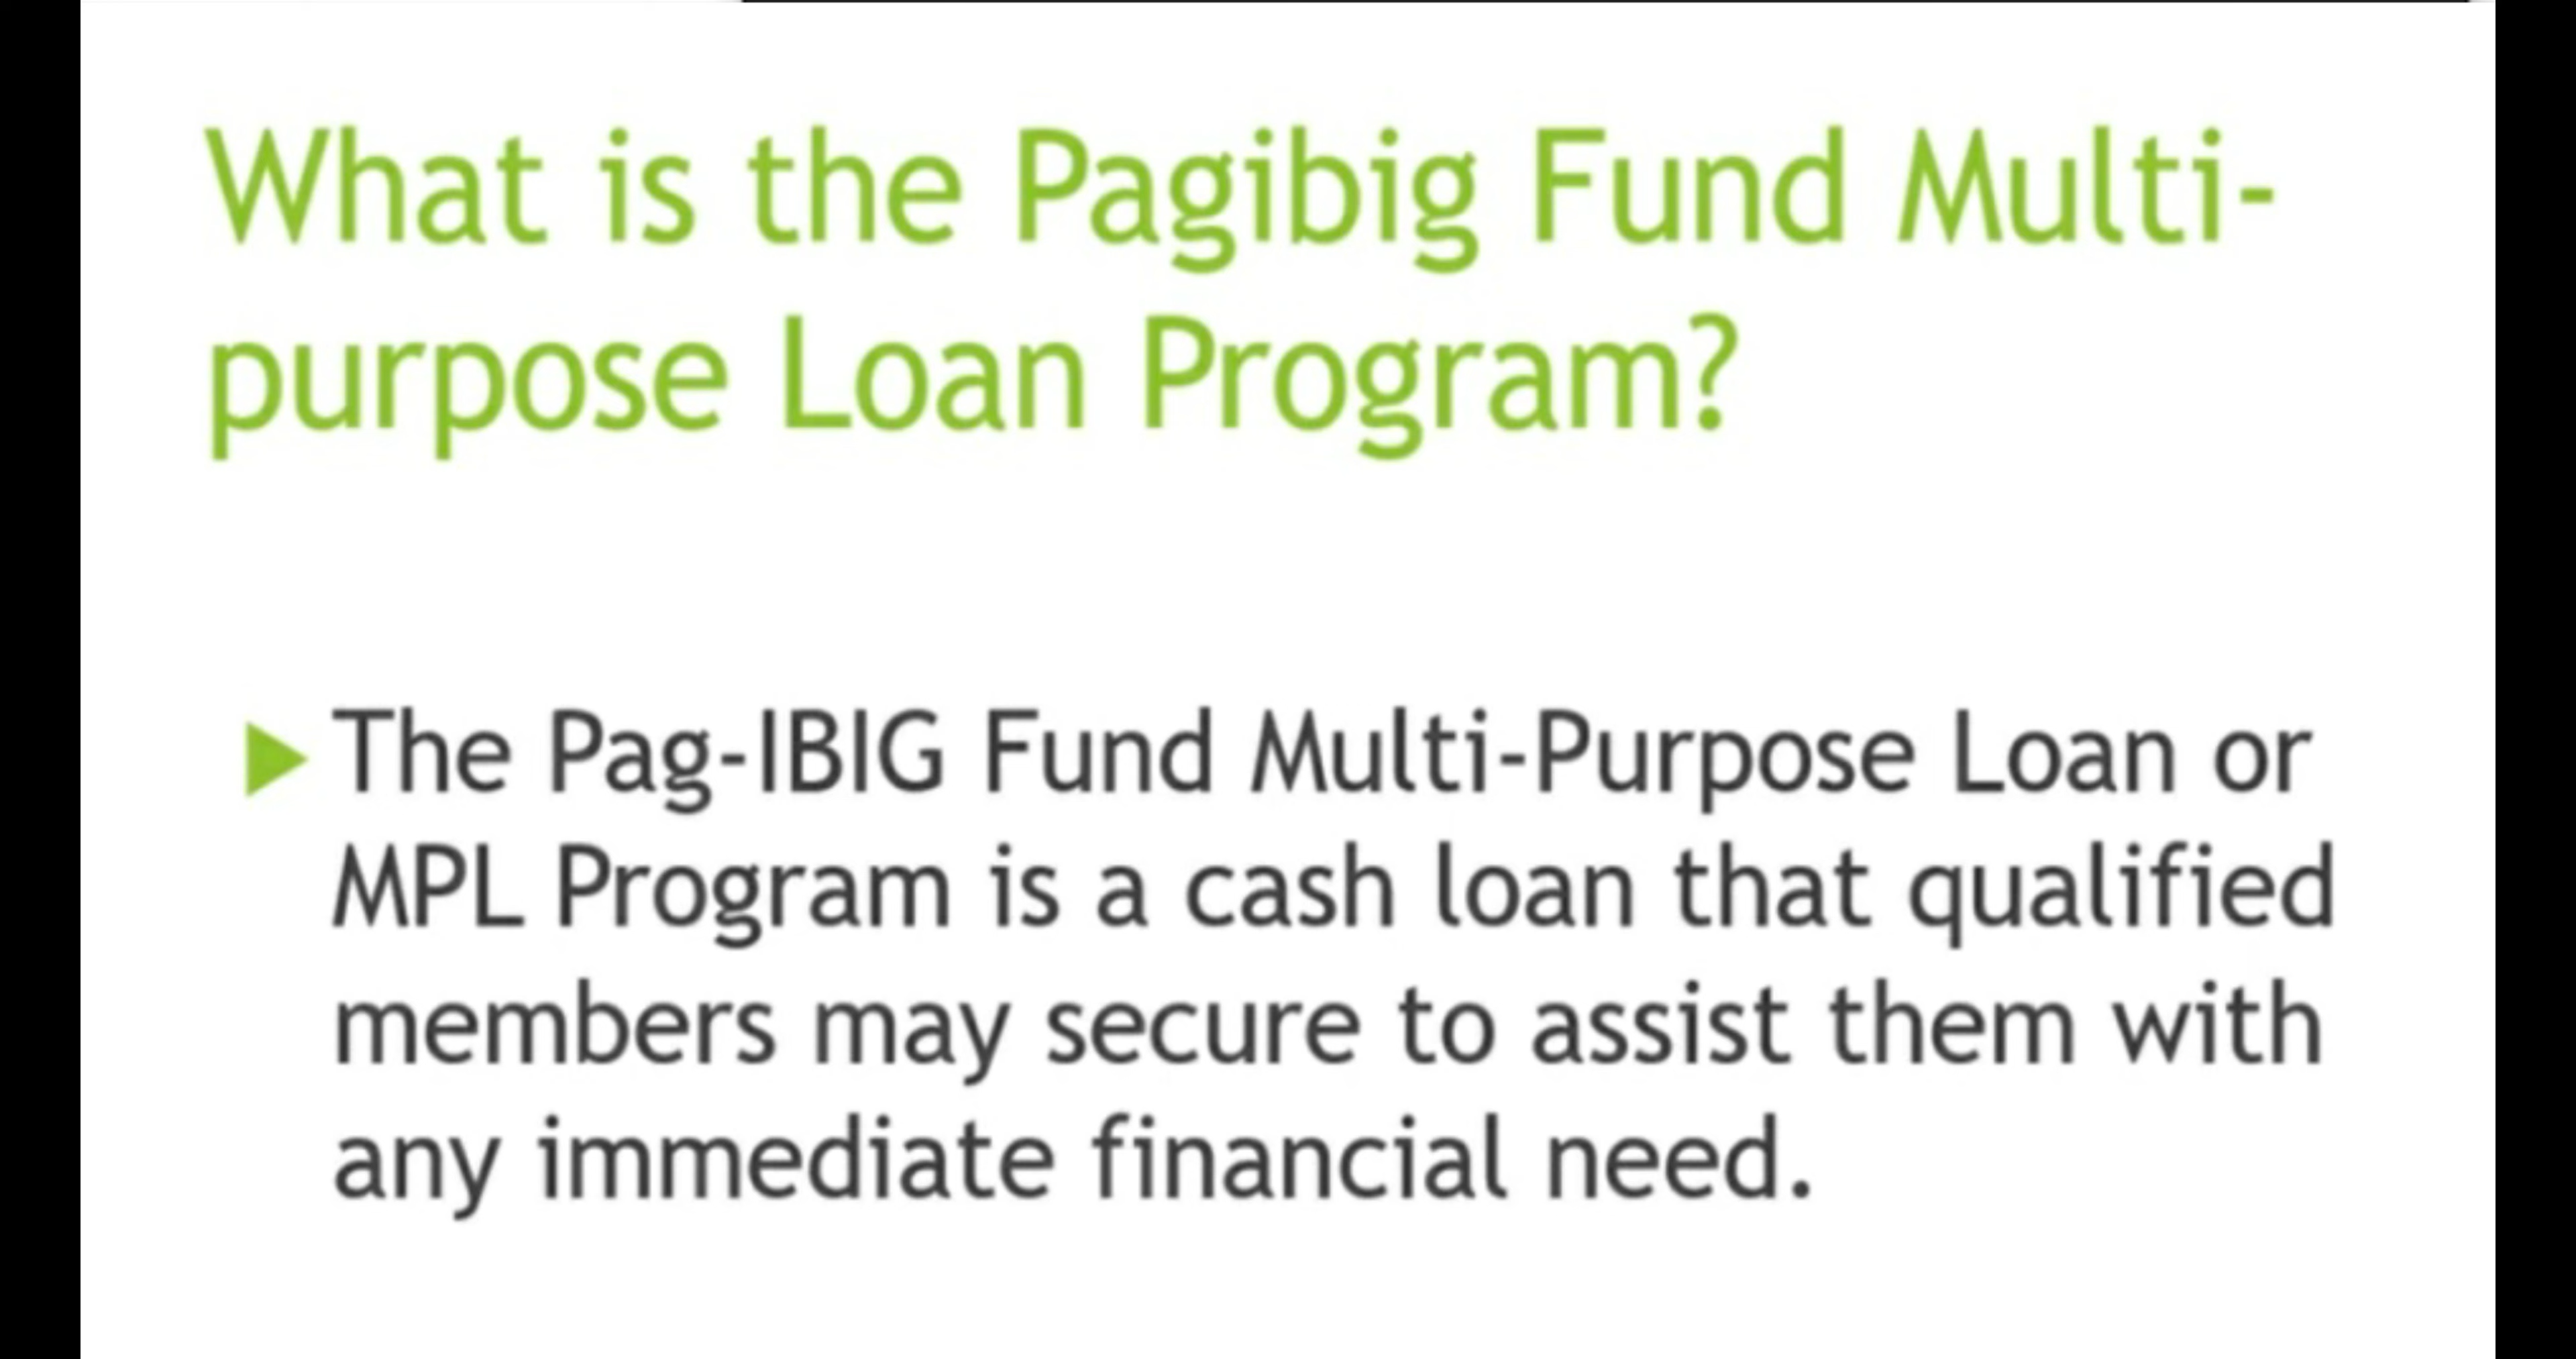 What is the Pagibig Fund Multi-
purpose Loan Program?
The Pag-IBIG Fund Multi-Purpose Loan or
MPL Program is a cash loan that qualified
members may secure to assist them with
any immediate financial need.